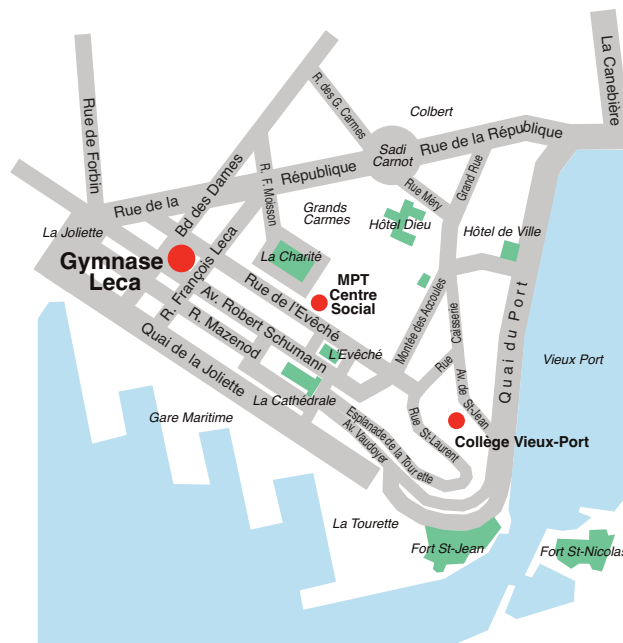 La Canebière
Rue de Forbin
R. des G. Carmes
Colbert
Sadi
Carnot
Rue de la République
Rue de la
République
Bd des Dames
R. F. Moisson
Rue Méry
Grand Rue
Grands
Carmes
Hôtel Dieu
Hôtel de Ville
La Joliette
Gymnase
Leca
R. François Leca
La Charité
MPT
Centre
Social
Rue de l'Evêché
Av. Robert Schumann
R. Mazenod
Quai de la Joliette
L'Evêché
Montée des Accoules
Rue
Caisserie
Quai du Port
Vieux Port
La Cathédrale
Gare Maritime
Av. de St-Jean
Rue St-Laurent
Esplanade de la Tourette
Av. Vaudoyer
Collège Vieux-Port
La Tourette
Fort St-Jean
Fort St-Nicolas